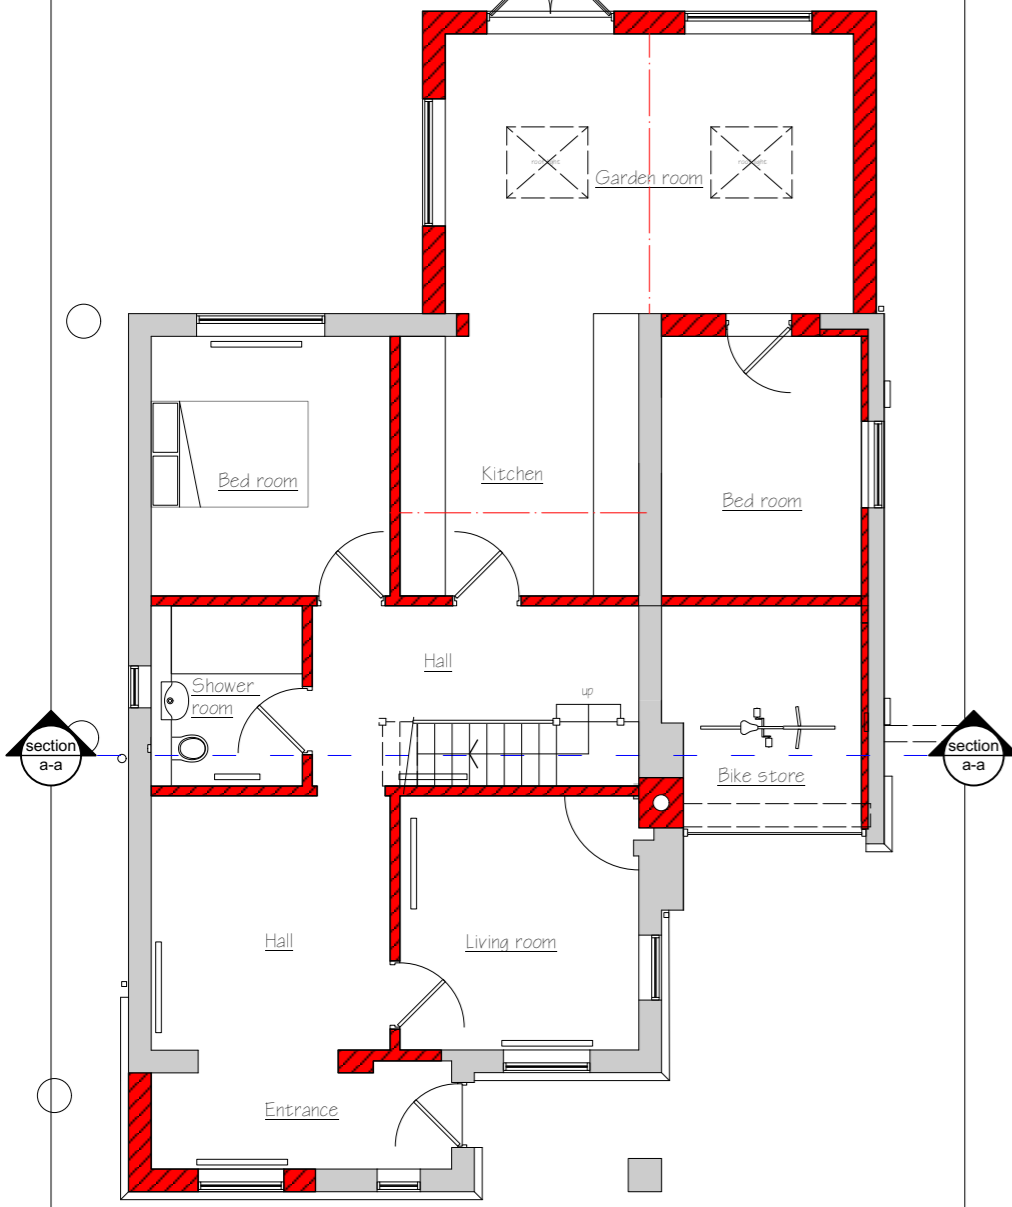 Garden room
Bed room
Kitchen
Bed room
Hall
Shower
room
up
section
a-a
section
a-a
Bike store
Hall
Living room
Entrance